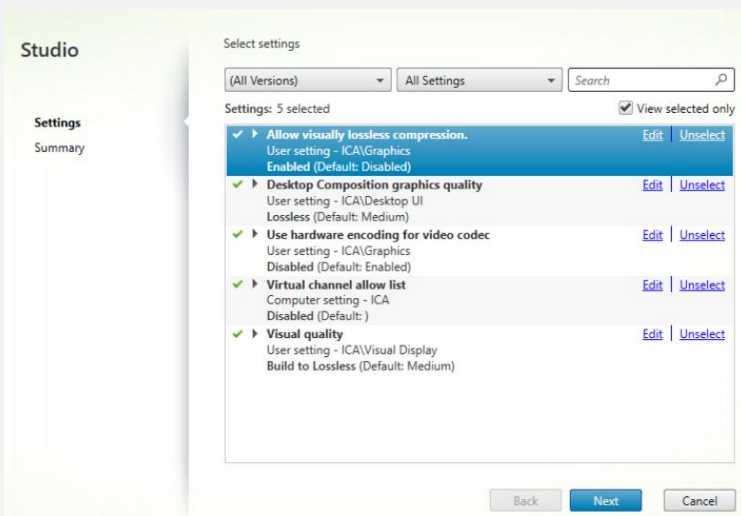 Studio
Select settings
(All Versions) All Settings Search
Settings: 5 selected View selected only
Settings
Summary
Allow visually lossless compression. Edit Unselect
User setting - ICA\Graphics
Enabled (Default: Disabled)
Desktop Composition graphics quality Edit Unselect
User setting - ICA\Desktop UI
Lossless (Default: Medium)
Use hardware encoding for video codec Edit Unselect
User setting - ICA\Graphics
Disabled (Default: Enabled)
Virtual channel allow list Edit Unselect
Computer setting - ICA
Disabled (Default: )
Visual quality Edit Unselect
User setting - ICA\Visual Display
Build to Lossless (Default: Medium)
Back Next Cancel